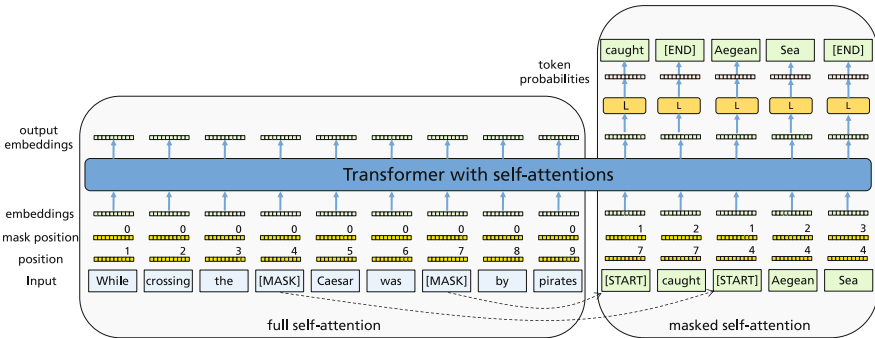 caught [END] Aegean Sea [END]
token
probabilities
L L L L L
output
embeddings
Transformer with self-attentions
embeddings
mask position 0 0 0 0 0 0 0 0 0 1 2 1 2 3
position 1 2 3 4 5 6 7 8 9 7 7 4 4 4
Input While crossing the [MASK] Caesar was [MASK] by pirates [START] caught [START] Aegean Sea
full self-attention masked self-attention